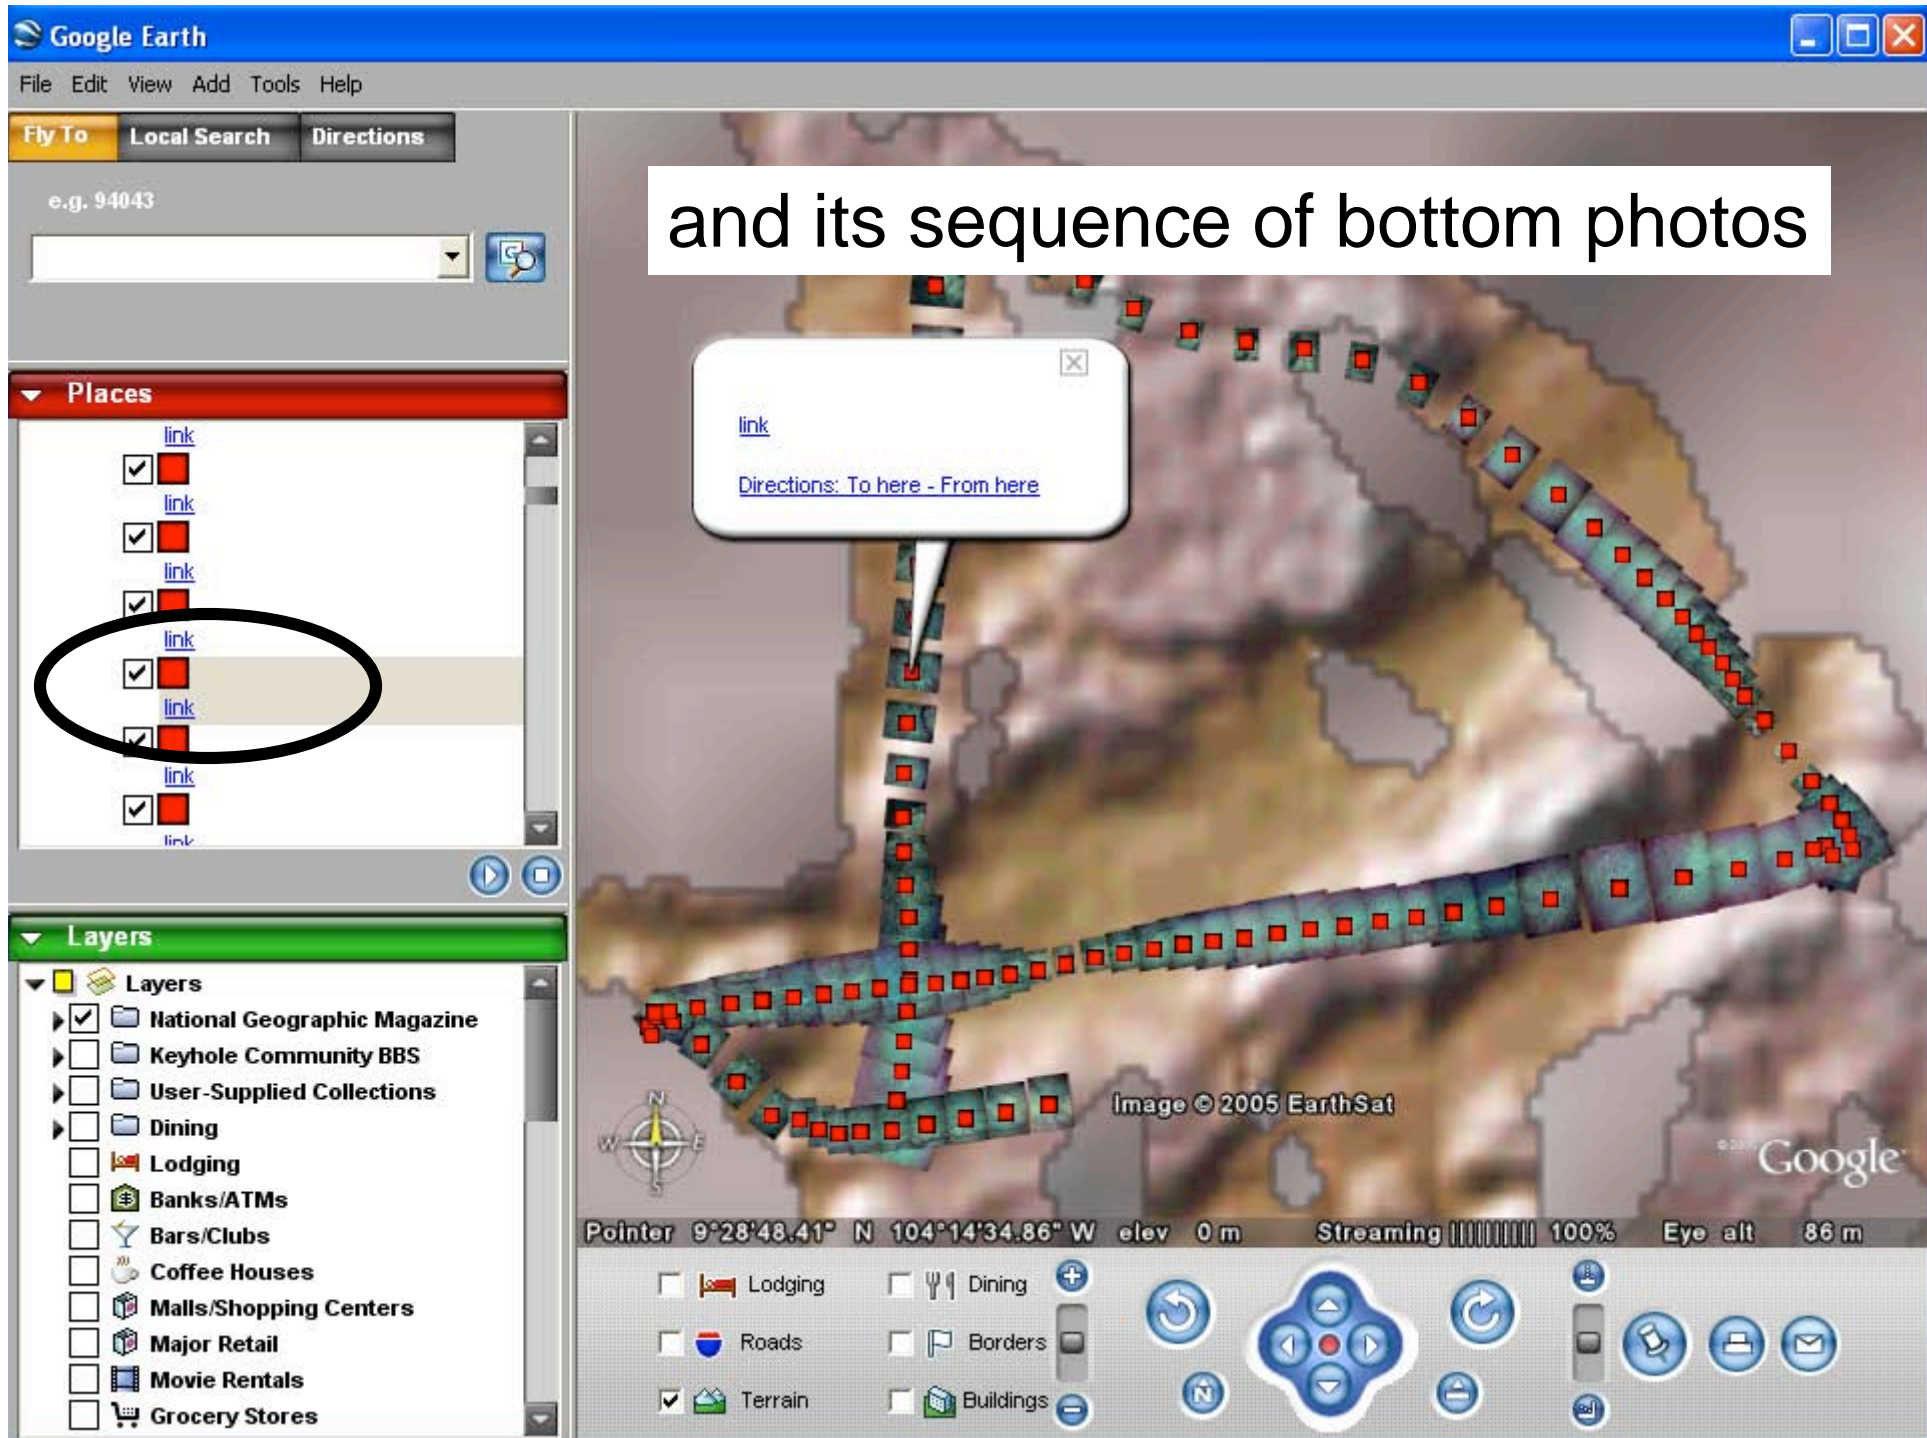 Google Earth
File Edit View Add Tools Help
Fly To Local Search Directions
e.g. 94043
and its sequence of bottom photos
Places
link
link
link
link
link
link
link
link
Directions: To here - From here
Layers
Layers
National Geographic Magazine
Keyhole Community BBS
User-Supplied Collections
Dining
Lodging
Banks/ATMs
Bars/Clubs
Coffee Houses
Malls/Shopping Centers
Major Retail
Movie Rentals
Grocery Stores
N
W E
S
Image © 2005 EarthSat
Google
Pointer 9°28'48.41" N 104°14'34.86" W elev 0 m Streaming |||||||||| 100% Eye alt 86 m
Lodging Dining
Roads Borders
Terrain Buildings
N